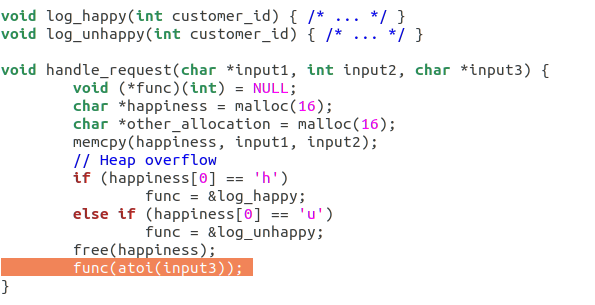 void log_happy(int customer_id) { /* ... */ }
void log_unhappy(int customer_id) { /* ... */ }

void handle_request(char *input1, int input2, char *input3) {
        void (*func)(int) = NULL;
        char *happiness = malloc(16);
        char *other_allocation = malloc(16);
        memcpy(happiness, input1, input2);
        // Heap overflow
        if (happiness[0] == 'h')
                func = &log_happy;
        else if (happiness[0] == 'u')
                func = &log_unhappy;
        free(happiness);
        func(atoi(input3));
}